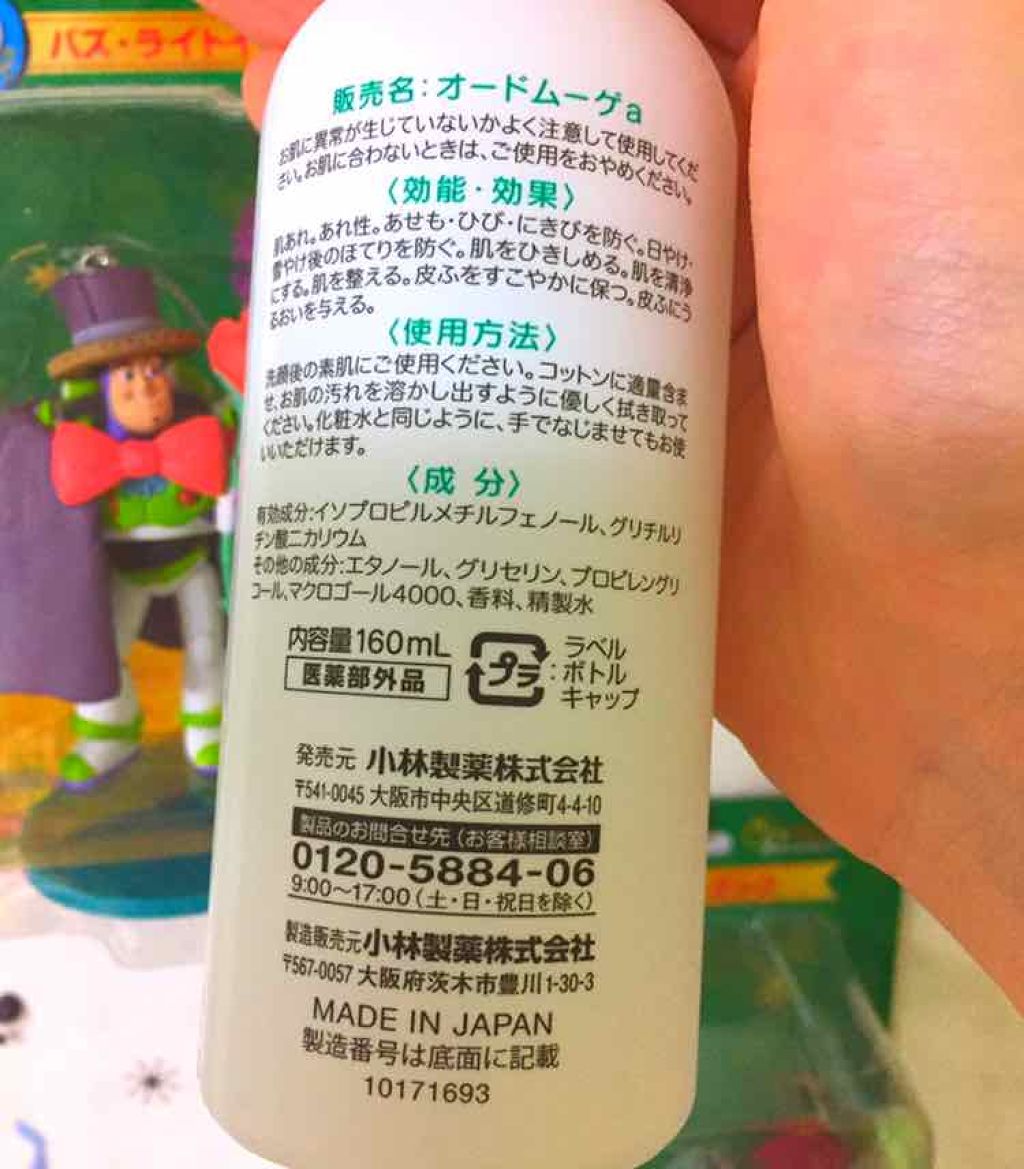 バズ・ライト
販売名：オードムーゲa
お肌に異常が生じていないかよく注意して使用してくだ
さい。お肌に合わないときは、ご使用をおやめください。
〈効能・効果〉
肌あれ。あれ性。あせも・ひび・にきびを防ぐ。日やけ・
雪やけ後のほてりを防ぐ。肌をひきしめる。肌を清浄
にする。肌を整える。皮ふをすこやかに保つ。皮ふにう
るおいを与える。
〈使用方法〉
洗顔後の素肌にご使用ください。コットンに適量含ま
せ、お肌の汚れを溶かし出すように優しく拭き取って
ください。化粧水と同じように、手でなじませてもお使
いいただけます。
〈成 分〉
有効成分:イソプロピルメチルフェノール、グリチルリ
チン酸二カリウム
その他の成分:エタノール、グリセリン、プロピレングリ
コール、マクロゴール4000、香料、精製水
内容量160mL
医薬部外品
プラ
：
ラベル
ボトル
キャップ
発売元 小林製薬株式会社
〒541-0045 大阪市中央区道修町4-4-10
製品のお問合せ先（お客様相談室）
0120-5884-06
9:00～17:00（土・日・祝日を除く）
製造販売元小林製薬株式会社
〒567-0057 大阪府茨木市豊川1-30-3
MADE IN JAPAN
製造番号は底面に記載
10171693